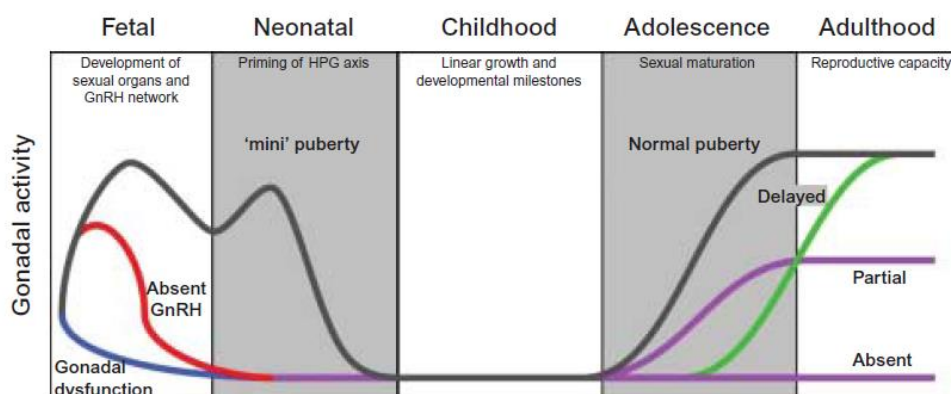 Fetal
Neonatal
Childhood
Adolescence
Adulthood
Development of
sexual organs and
GnRH network
Priming of HPG axis
Linear growth and
developmental milestones
Sexual maturation
Reproductive capacity
Gonadal activity
'mini' puberty
Normal puberty
Delayed
Absent
GnRH
Partial
Gonadal
dysfunction
Absent